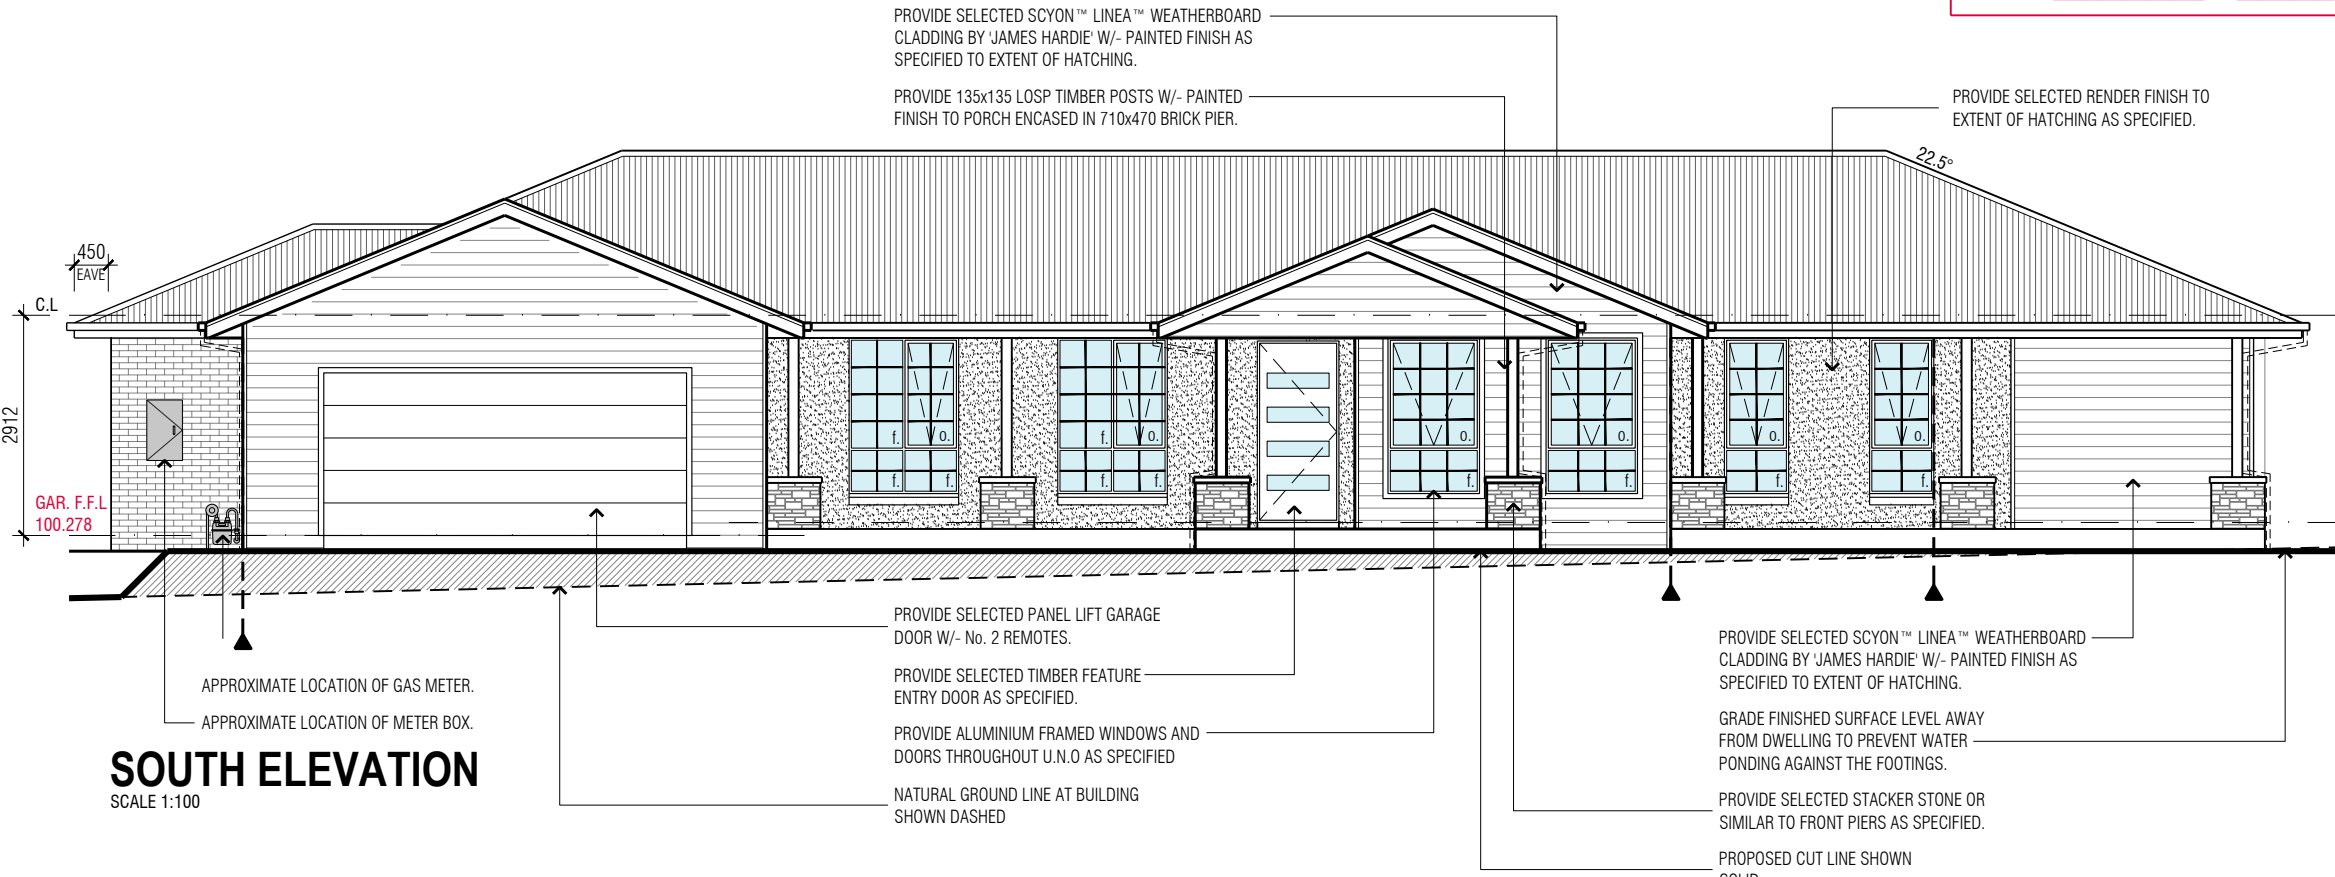 PROVIDE SELECTED SCYON™ LINEA™ WEATHERBOARD
CLADDING BY 'JAMES HARDIE' W/- PAINTED FINISH AS
SPECIFIED TO EXTENT OF HATCHING.
PROVIDE 135x135 LOSP TIMBER POSTS W/- PAINTED
FINISH TO PORCH ENCASED IN 710x470 BRICK PIER.
PROVIDE SELECTED RENDER FINISH TO
EXTENT OF HATCHING AS SPECIFIED.
22.5°
450
EAVE
C.L
2912
GAR. F.F.L
100.278
f.
o.
f.
f.
f.
o.
f.
f.
o.
f.
o.
f.
o.
f.
o.
f.
PROVIDE SELECTED PANEL LIFT GARAGE
DOOR W/- No. 2 REMOTES.
PROVIDE SELECTED TIMBER FEATURE
ENTRY DOOR AS SPECIFIED.
PROVIDE ALUMINIUM FRAMED WINDOWS AND
DOORS THROUGHOUT U.N.O AS SPECIFIED
NATURAL GROUND LINE AT BUILDING
SHOWN DASHED
PROVIDE SELECTED SCYON™ LINEA™ WEATHERBOARD
CLADDING BY 'JAMES HARDIE' W/- PAINTED FINISH AS
SPECIFIED TO EXTENT OF HATCHING.
GRADE FINISHED SURFACE LEVEL AWAY
FROM DWELLING TO PREVENT WATER
PONDING AGAINST THE FOOTINGS.
PROVIDE SELECTED STACKER STONE OR
SIMILAR TO FRONT PIERS AS SPECIFIED.
PROPOSED CUT LINE SHOWN
APPROXIMATE LOCATION OF GAS METER.
APPROXIMATE LOCATION OF METER BOX.
SOUTH ELEVATION
SCALE 1:100